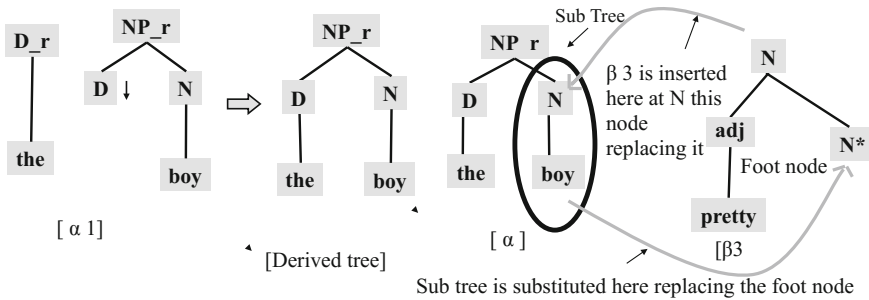 D_r
NP_r
D ↓
N
the
boy
[ α 1]
NP_r
D
N
the
boy
[Derived tree]
Sub Tree
NP_r
D
N
the
boy
[ α ]
β 3 is inserted
here at N this
node
replacing it
N
adj
N*
Foot node
pretty
[β3
Sub tree is substituted here replacing the foot node